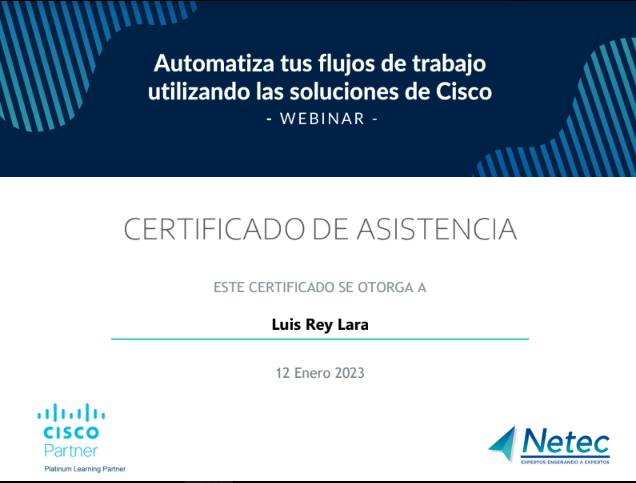 Automatiza tus flujos de trabajo
utilizando las soluciones de Cisco
- WEBINAR -
CERTIFICADO DE ASISTENCIA
ESTE CERTIFICADO SE OTORGA A
Luis Rey Lara
12 Enero 2023
CISCO
Partner
Platinum Learning Partner
Netec
EXPERTOS ENSEÑANDO A EXPERTOS